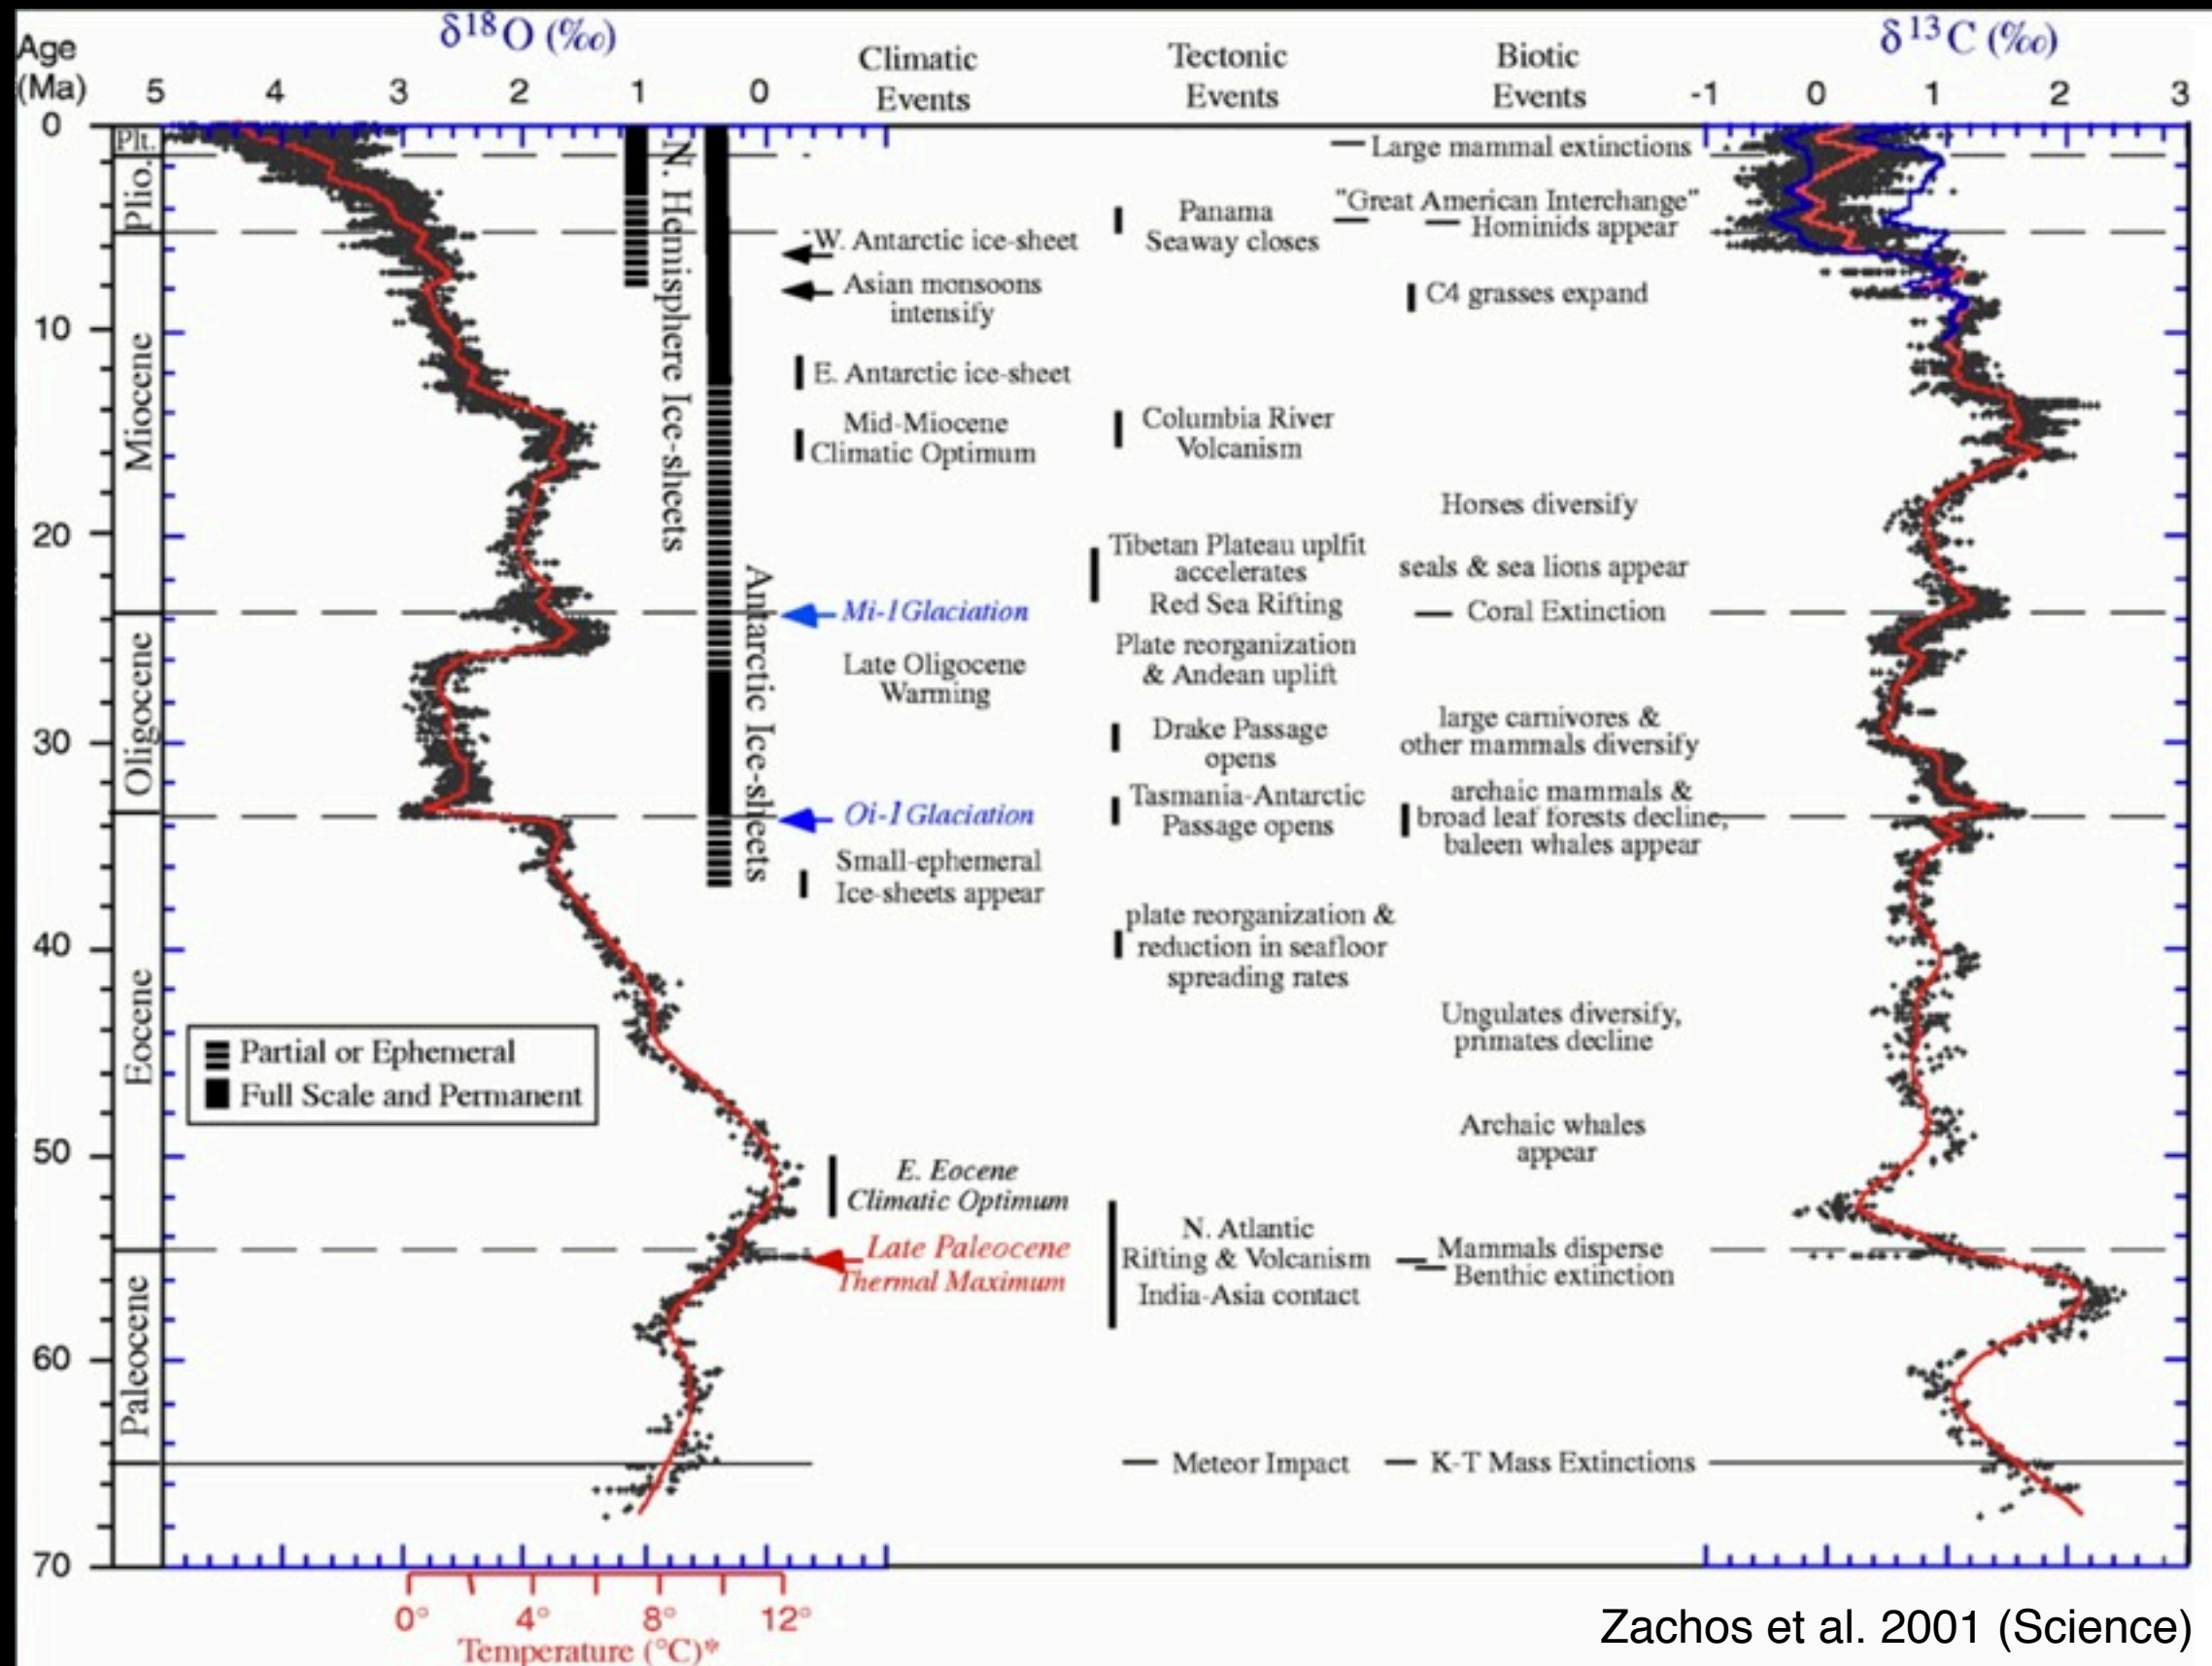 Age
(Ma)
δ18O (‰)
5 4 3 2 1 0
Climatic
Events
Tectonic
Events
Biotic
Events
δ13C (‰)
-1 0 1 2 3
0
10
20
30
40
50
60
70
Plt.
Plio.
Miocene
Oligocene
Eocene
Paleocene
N. Hemisphere Ice-sheets
Antarctic Ice-sheets
Partial or Ephemeral
Full Scale and Permanent
W. Antarctic ice-sheet
Asian monsoons
intensify
E. Antarctic ice-sheet
Mid-Miocene
Climatic Optimum
Mi-1 Glaciation
Late Oligocene
Warming
Oi-1 Glaciation
Small-ephemeral
Ice-sheets appear
E. Eocene
Climatic Optimum
Late Paleocene
Thermal Maximum
Panama
Seaway closes
Columbia River
Volcanism
Tibetan Plateau uplfit
accelerates
Red Sea Rifting
Plate reorganization
& Andean uplift
Drake Passage
opens
Tasmania-Antarctic
Passage opens
plate reorganization &
reduction in seafloor
spreading rates
N. Atlantic
Rifting & Volcanism
India-Asia contact
Meteor Impact
Large mammal extinctions
"Great American Interchange"
Hominids appear
C4 grasses expand
Horses diversify
seals & sea lions appear
Coral Extinction
large carnivores &
other mammals diversify
archaic mammals &
broad leaf forests decline,
baleen whales appear
Ungulates diversify,
primates decline
Archaic whales
appear
Mammals disperse
Benthic extinction
K-T Mass Extinctions
0° 4° 8° 12°
Temperature (°C)*
Zachos et al. 2001 (Science)